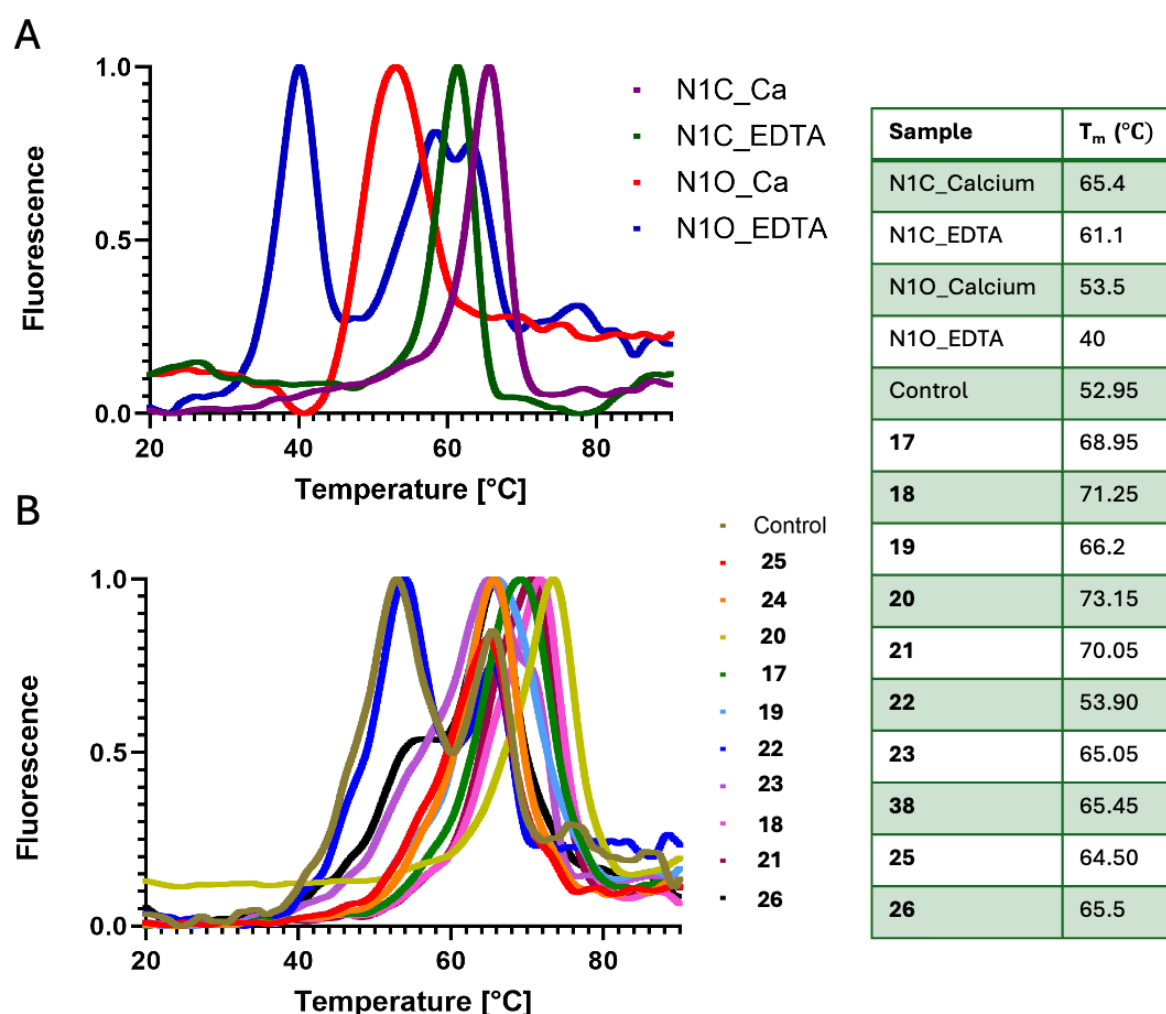 A
Fluorescence
1.0
0.5
0.0
20 40 60 80
Temperature [°C]
N1C_Ca
N1C_EDTA
N1O_Ca
N1O_EDTA
B
Fluorescence
1.0
0.5
0.0
20 40 60 80
Temperature [°C]
Control
25
24
20
17
19
22
23
18
21
26
Sample Tm (°C)
N1C_Calcium 65.4
N1C_EDTA 61.1
N1O_Calcium 53.5
N1O_EDTA 40
Control 52.95
17 68.95
18 71.25
19 66.2
20 73.15
21 70.05
22 53.90
23 65.05
38 65.45
25 64.50
26 65.5